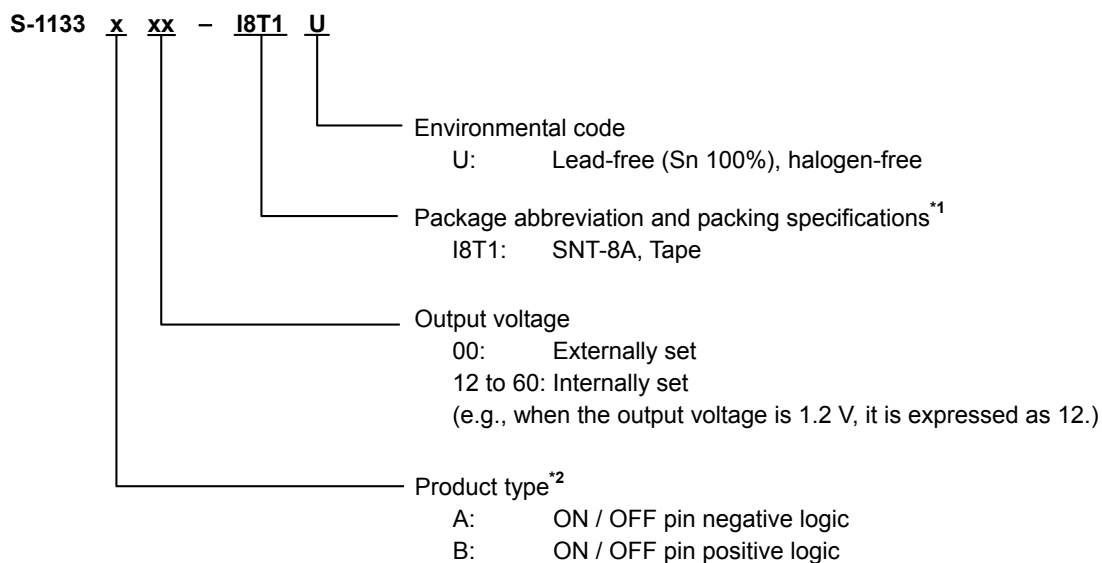 S-1133 x xx – I8T1 U
Environmental code
U: Lead-free (Sn 100%), halogen-free
Package abbreviation and packing specifications*1
I8T1: SNT-8A, Tape
Output voltage
00: Externally set
12 to 60: Internally set
(e.g., when the output voltage is 1.2 V, it is expressed as 12.)
Product type*2
A: ON / OFF pin negative logic
B: ON / OFF pin positive logic